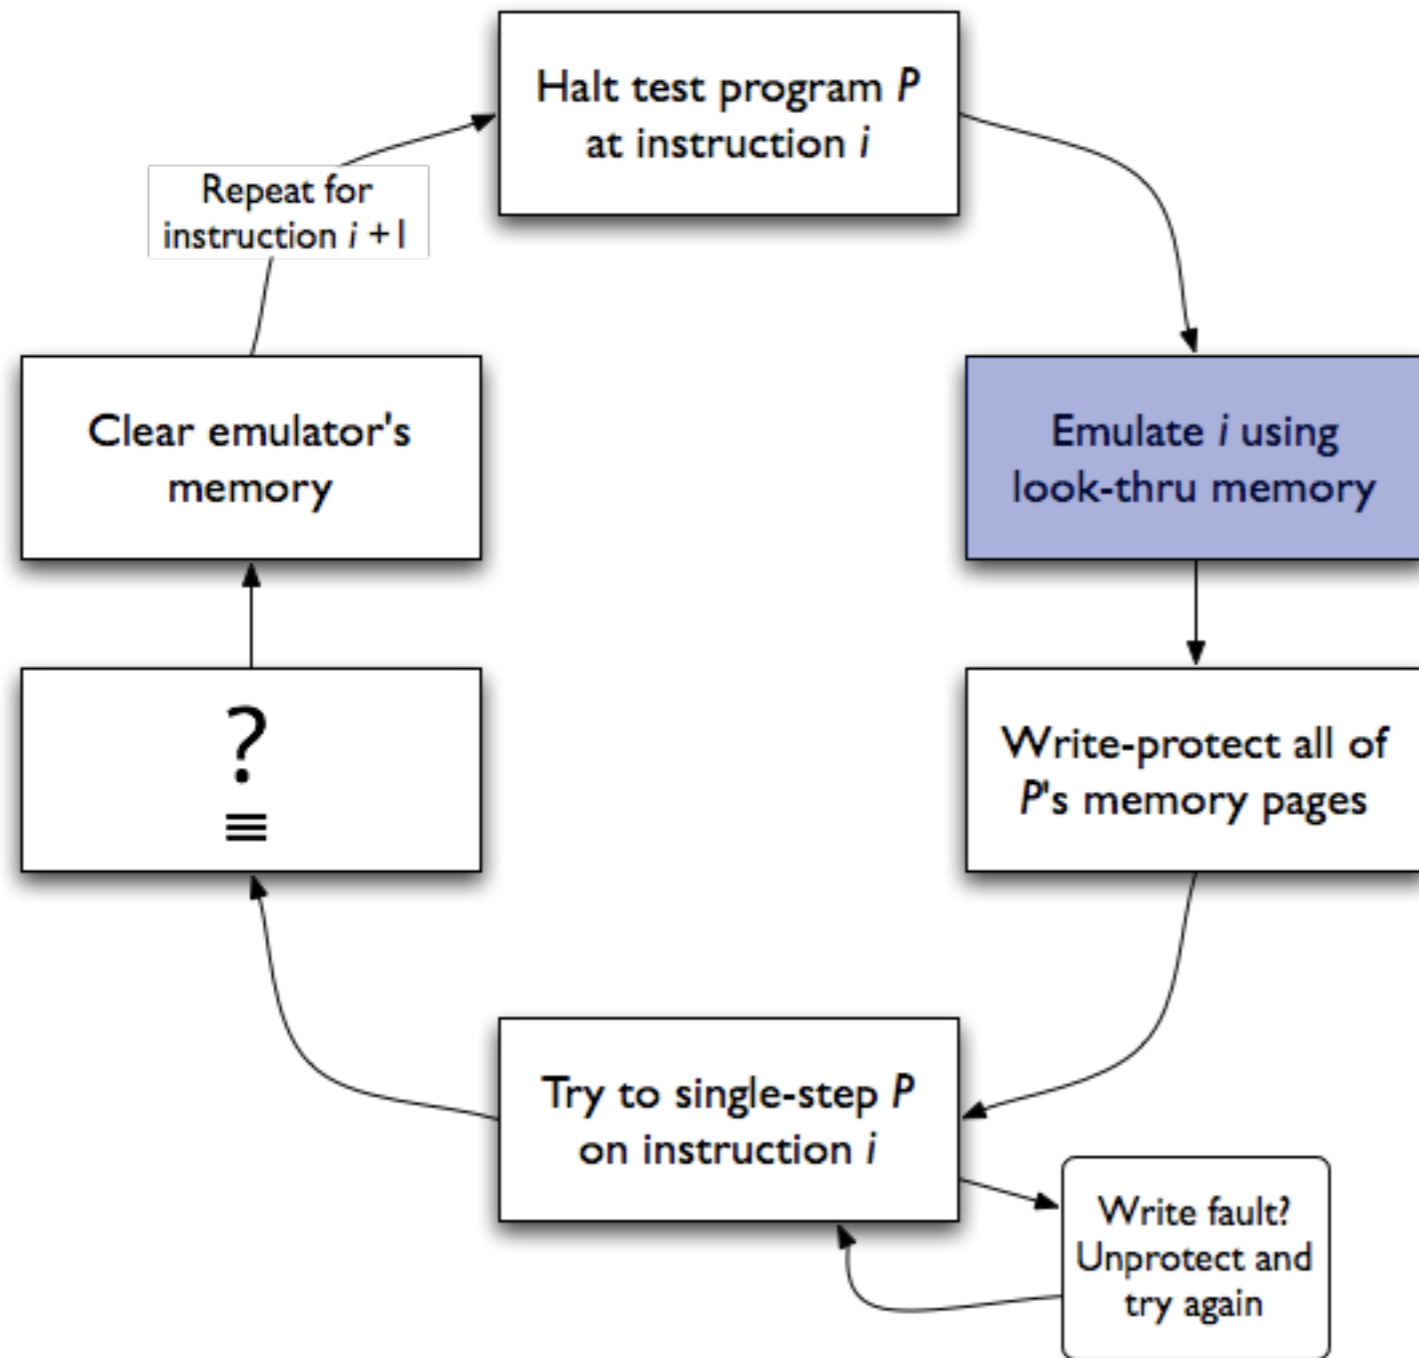 Halt test program P
at instruction i
Repeat for
instruction i +1
Clear emulator's
memory
Emulate i using
look-thru memory
?
≡
Write-protect all of
P's memory pages
Try to single-step P
on instruction i
Write fault?
Unprotect and
try again